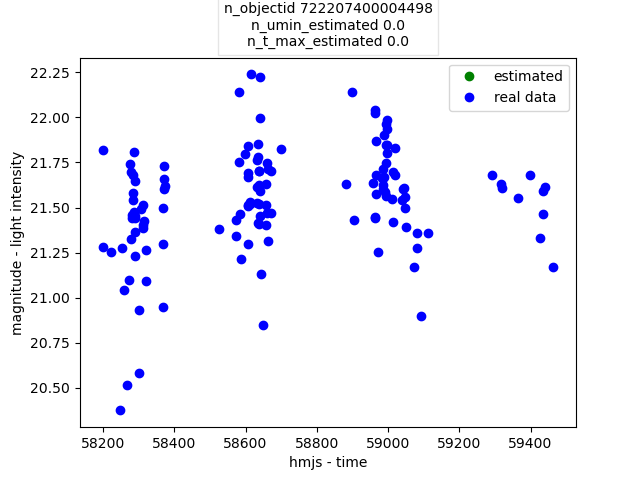 n_objectid 722207400004498
n_umin_estimated 0.0
n_t_max_estimated 0.0
estimated
real data
magnitude - light intensity
22.25
22.00
21.75
21.50
21.25
21.00
20.75
20.50
58200 58400 58600 58800 59000 59200 59400
hmjs - time